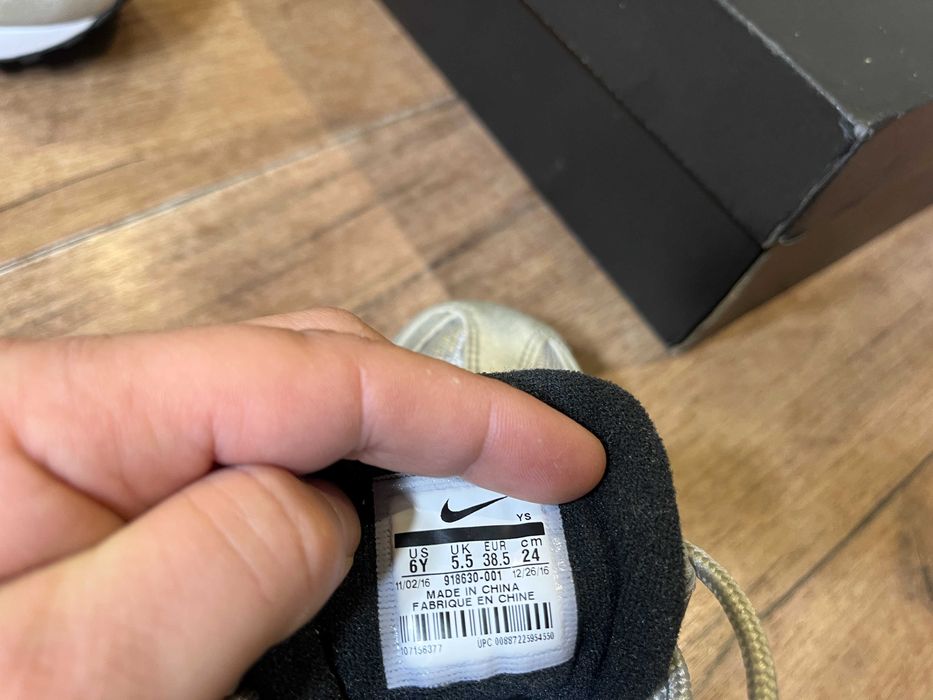 YS
US UK EUR cm
6Y 5.5 38.5 24
11/02/16 918630-001 12/26/16
MADE IN CHINA
FABRIQUE EN CHINE
107156377 UPC 00887225954550